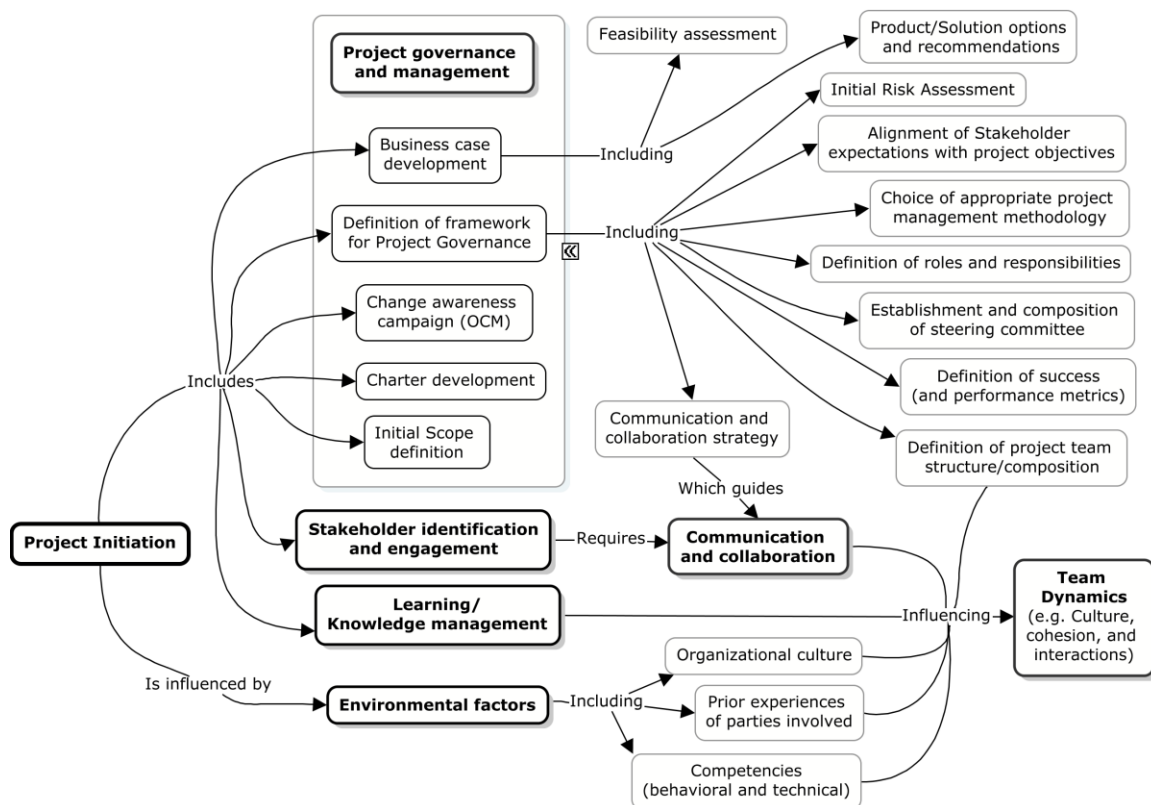 Project governance
and management
Feasibility assessment
Product/Solution options
and recommendations
Initial Risk Assessment
Business case
development
Including
Alignment of Stakeholder
expectations with project objectives
Definition of framework
for Project Governance
Including
Choice of appropriate project
management methodology
Definition of roles and responsibilities
Change awareness
campaign (OCM)
Establishment and composition
of steering committee
Includes
Charter development
Definition of success
(and performance metrics)
Initial Scope
definition
Communication and
collaboration strategy
Definition of project team
structure/composition
Which guides
Project Initiation
Stakeholder identification
and engagement
Requires
Communication
and collaboration
Learning/
Knowledge management
Influencing
Team
Dynamics
(e.g. Culture,
cohesion, and
interactions)
Is influenced by
Environmental factors
Including
Organizational culture
Prior experiences
of parties involved
Competencies
(behavioral and technical)